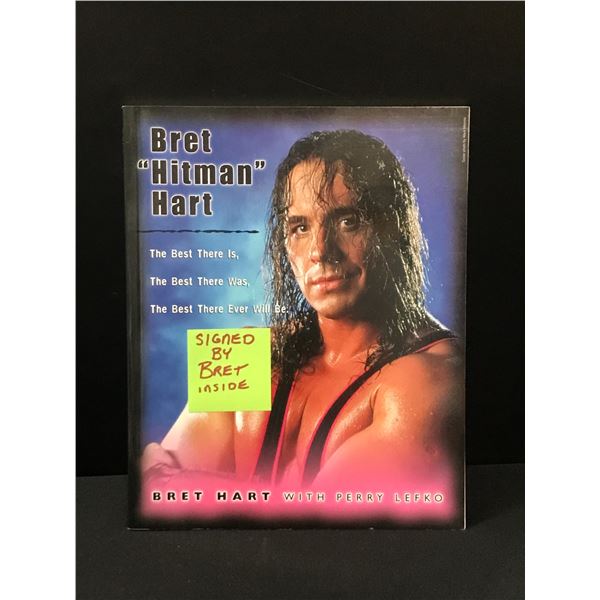 Bret
"Hitman"
Hart
The Best There Is,
The Best There Was,
The Best There Ever Will Be.
SIGNED
BY
BRET
INSIDE
BRET HART WITH PERRY LEFKO